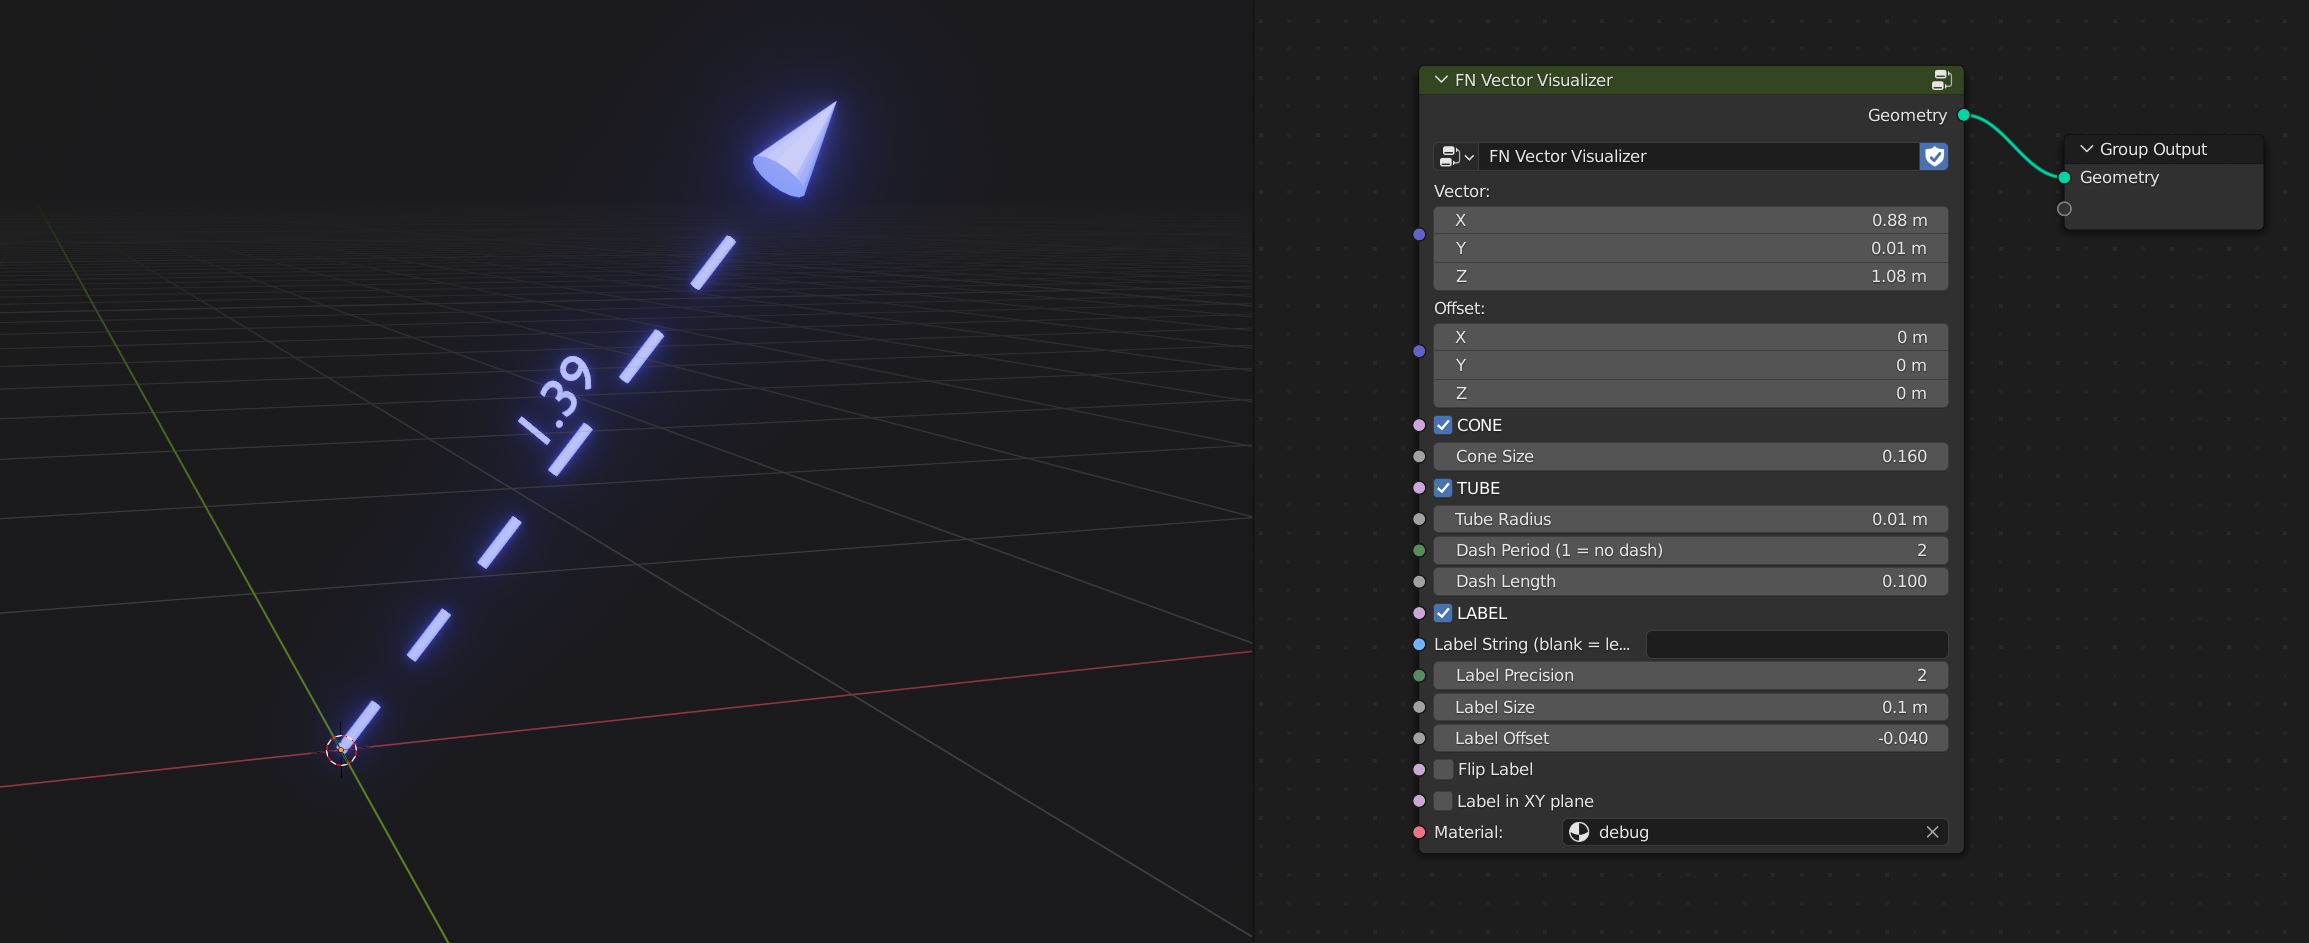 1.39
FN Vector Visualizer
Geometry
FN Vector Visualizer
Vector:
X 0.88 m
Y 0.01 m
Z 1.08 m
Offset:
X 0 m
Y 0 m
Z 0 m
CONE
Cone Size 0.160
TUBE
Tube Radius 0.01 m
Dash Period (1 = no dash) 2
Dash Length 0.100
LABEL
Label String (blank = le...
Label Precision 2
Label Size 0.1 m
Label Offset -0.040
Flip Label
Label in XY plane
Material: debug
Group Output
Geometry